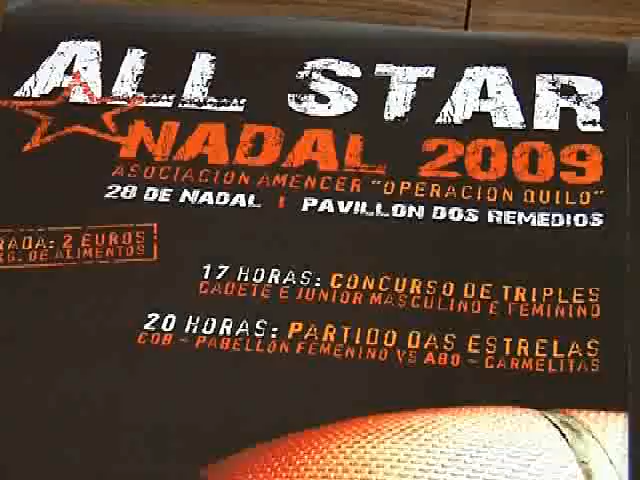 ALL STAR
NADAL 2009
ASOCIACION AMENCER "OPERACION QUILO"
28 DE NADAL | PAVILLON DOS REMEDIOS
RADA: 2 EUROS
KG. DE ALIMENTOS
17 HORAS: CONCURSO DE TRIPLES
CADETE E JUNIOR MASCULINO E FEMININO
20 HORAS: PARTIDO DAS ESTRELAS
COB - PABELLON FEMENINO VS ABO - CARMELITAS